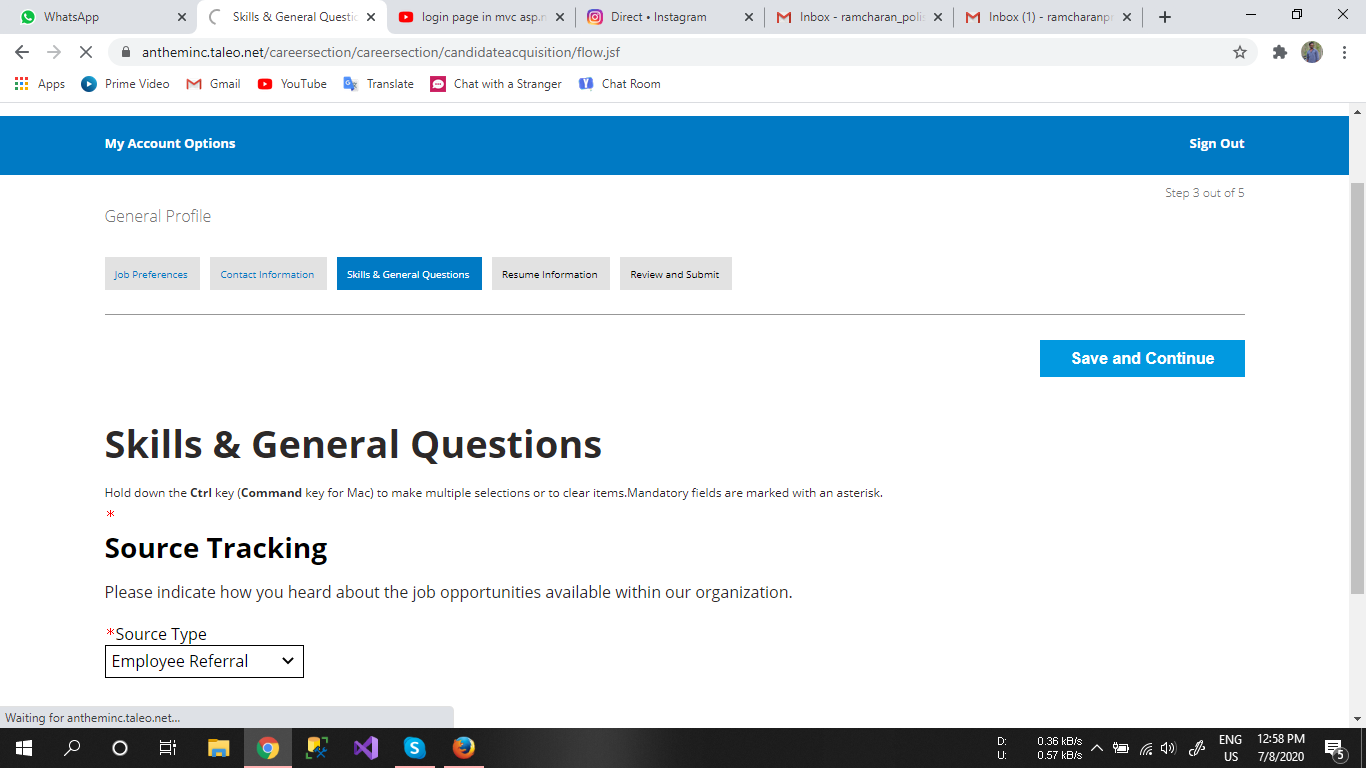 WhatsApp
Skills & General Questic
login page in mvc asp.n
Direct • Instagram
Inbox - ramcharan_polis
Inbox (1) - ramcharanpr
antheminc.taleo.net/careersection/careersection/candidateacquisition/flow.jsf
Apps
Prime Video
Gmail
YouTube
Translate
Chat with a Stranger
Chat Room
My Account Options
Sign Out
Step 3 out of 5
General Profile
Job Preferences
Contact Information
Skills & General Questions
Resume Information
Review and Submit
Save and Continue
Skills & General Questions
Hold down the Ctrl key (Command key for Mac) to make multiple selections or to clear items.Mandatory fields are marked with an asterisk.
*
Source Tracking
Please indicate how you heard about the job opportunities available within our organization.
*Source Type
Employee Referral
Waiting for antheminc.taleo.net...
D: 0.36 kB/s
U: 0.57 kB/s
ENG
US
12:58 PM
7/8/2020
5